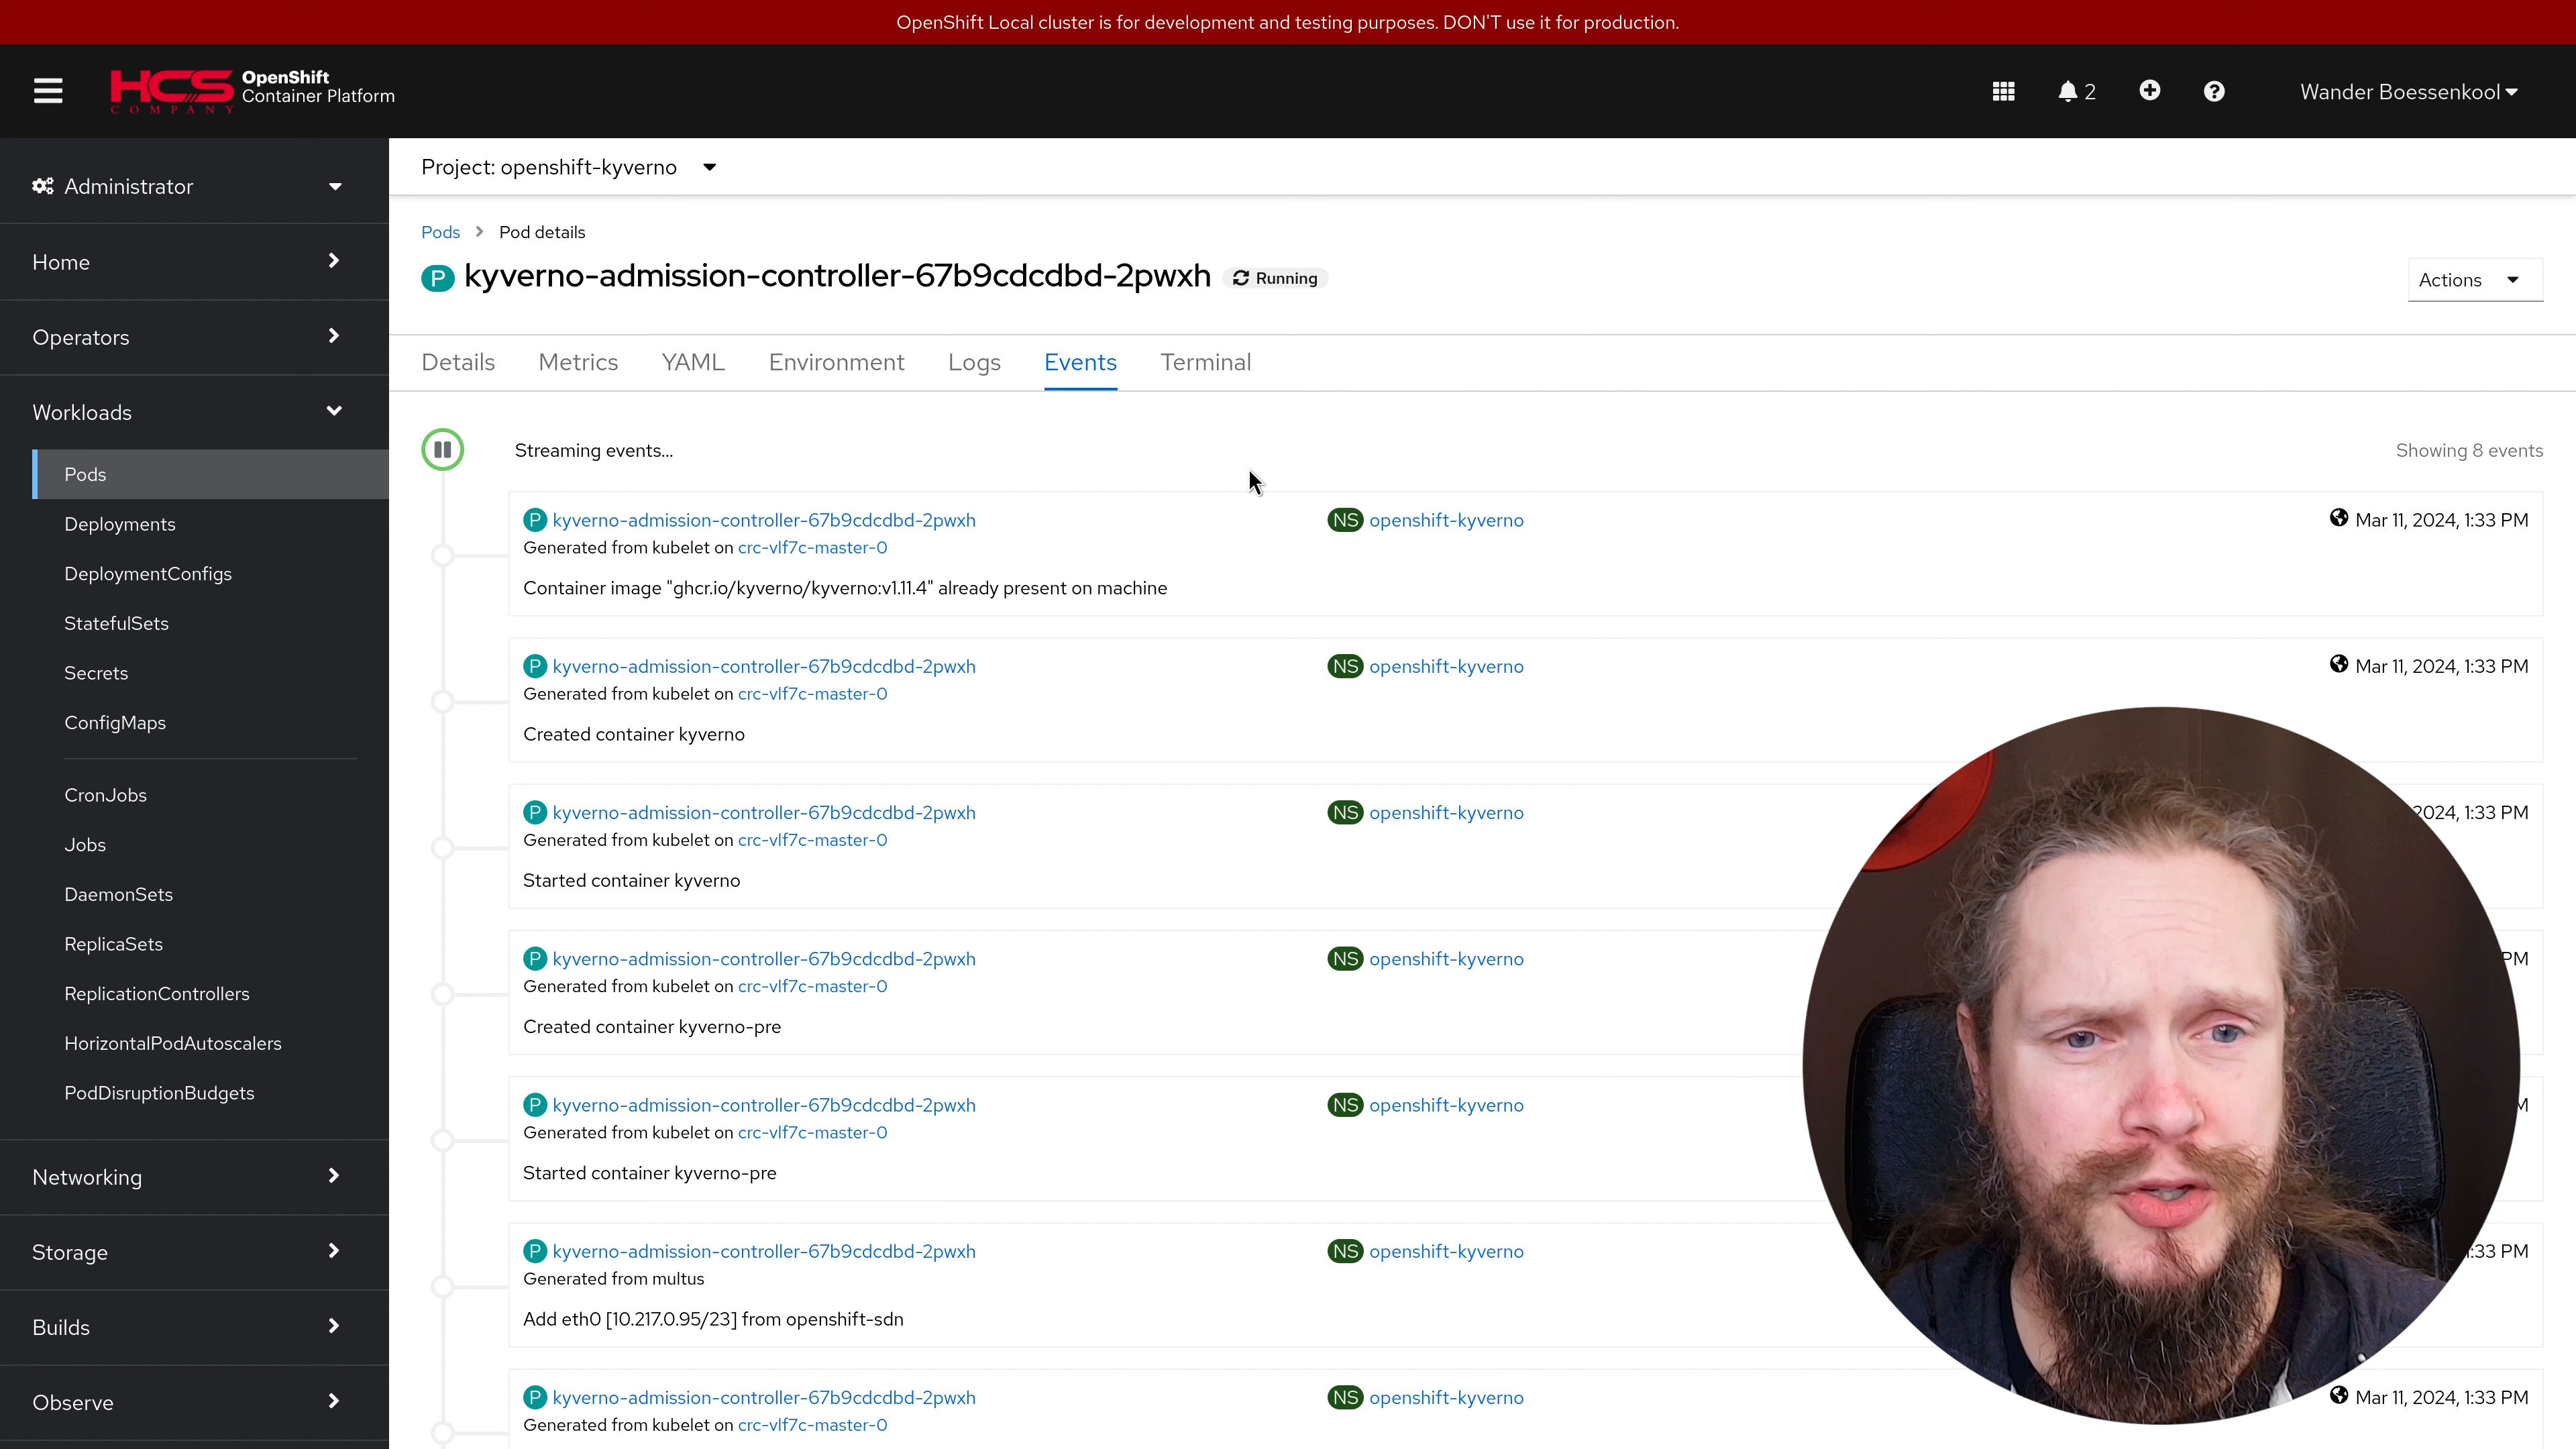 OpenShift Local cluster is for development and testing purposes. DON'T use it for production.
HCS
COMPANY
OpenShift
Container Platform
2
Wander Boessenkool
Administrator
Home
Operators
Workloads
Pods
Deployments
DeploymentConfigs
StatefulSets
Secrets
ConfigMaps
CronJobs
Jobs
DaemonSets
ReplicaSets
ReplicationControllers
HorizontalPodAutoscalers
PodDisruptionBudgets
Networking
Storage
Builds
Observe
Project: openshift-kyverno
Pods > Pod details
P kyverno-admission-controller-67b9cdcdbd-2pwxh Running
Actions
Details Metrics YAML Environment Logs Events Terminal
Streaming events...
Showing 8 events
P kyverno-admission-controller-67b9cdcdbd-2pwxh NS openshift-kyverno Mar 11, 2024, 1:33 PM
Generated from kubelet on crc-vlf7c-master-0
Container image "ghcr.io/kyverno/kyverno:v1.11.4" already present on machine
P kyverno-admission-controller-67b9cdcdbd-2pwxh NS openshift-kyverno Mar 11, 2024, 1:33 PM
Generated from kubelet on crc-vlf7c-master-0
Created container kyverno
P kyverno-admission-controller-67b9cdcdbd-2pwxh NS openshift-kyverno 2024, 1:33 PM
Generated from kubelet on crc-vlf7c-master-0
Started container kyverno
P kyverno-admission-controller-67b9cdcdbd-2pwxh NS openshift-kyverno PM
Generated from kubelet on crc-vlf7c-master-0
Created container kyverno-pre
P kyverno-admission-controller-67b9cdcdbd-2pwxh NS openshift-kyverno
Generated from kubelet on crc-vlf7c-master-0
Started container kyverno-pre
P kyverno-admission-controller-67b9cdcdbd-2pwxh NS openshift-kyverno :33 PM
Generated from multus
Add eth0 [10.217.0.95/23] from openshift-sdn
P kyverno-admission-controller-67b9cdcdbd-2pwxh NS openshift-kyverno Mar 11, 2024, 1:33 PM
Generated from kubelet on crc-vlf7c-master-0